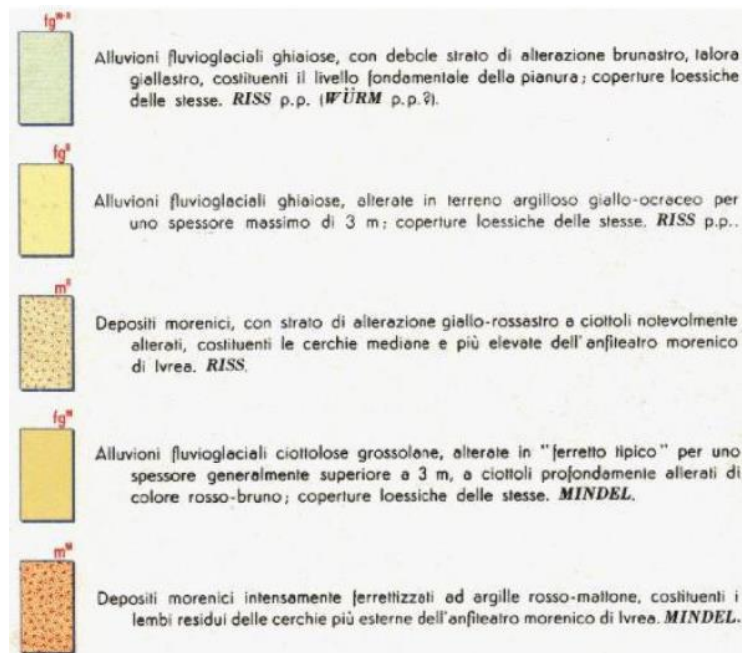 fgᵂ⁻ᴿ
Alluvioni fluvioglaciali ghiaiose, con debole strato di alterazione brunastro, talora
giallastro, costituenti il livello fondamentale della pianura; coperture loessiche
delle stesse. RISS p.p. (WÜRM p.p.?).
fgᴿ
Alluvioni fluvioglaciali ghiaiose, alterate in terreno argilloso giallo-ocraceo per
uno spessore massimo di 3 m; coperture loessiche delle stesse. RISS p.p..
mᴿ
Depositi morenici, con strato di alterazione giallo-rossastro a ciottoli notevolmente
alterati, costituenti le cerchie mediane e più elevate dell'anfiteatro morenico
di Ivrea. RISS.
fgᴹ
Alluvioni fluvioglaciali ciottolose grossolane, alterate in "ferretto tipico" per uno
spessore generalmente superiore a 3 m, a ciottoli profondamente alterati di
colore rosso-bruno; coperture loessiche delle stesse. MINDEL.
mᴹ
Depositi morenici intensamente ferrettizzati ad argille rosso-mattone, costituenti i
lembi residui delle cerchie più esterne dell'anfiteatro morenico di Ivrea. MINDEL.